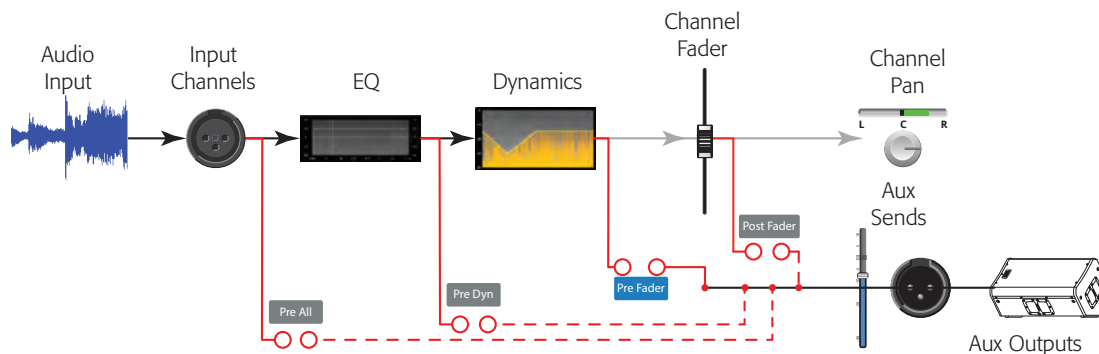 Audio
Input
Input
Channels
EQ
Dynamics
Channel
Fader
Channel
Pan
L C R
Aux
Sends
Post Fader
Pre Fader
Pre Dyn
Pre All
Aux Outputs